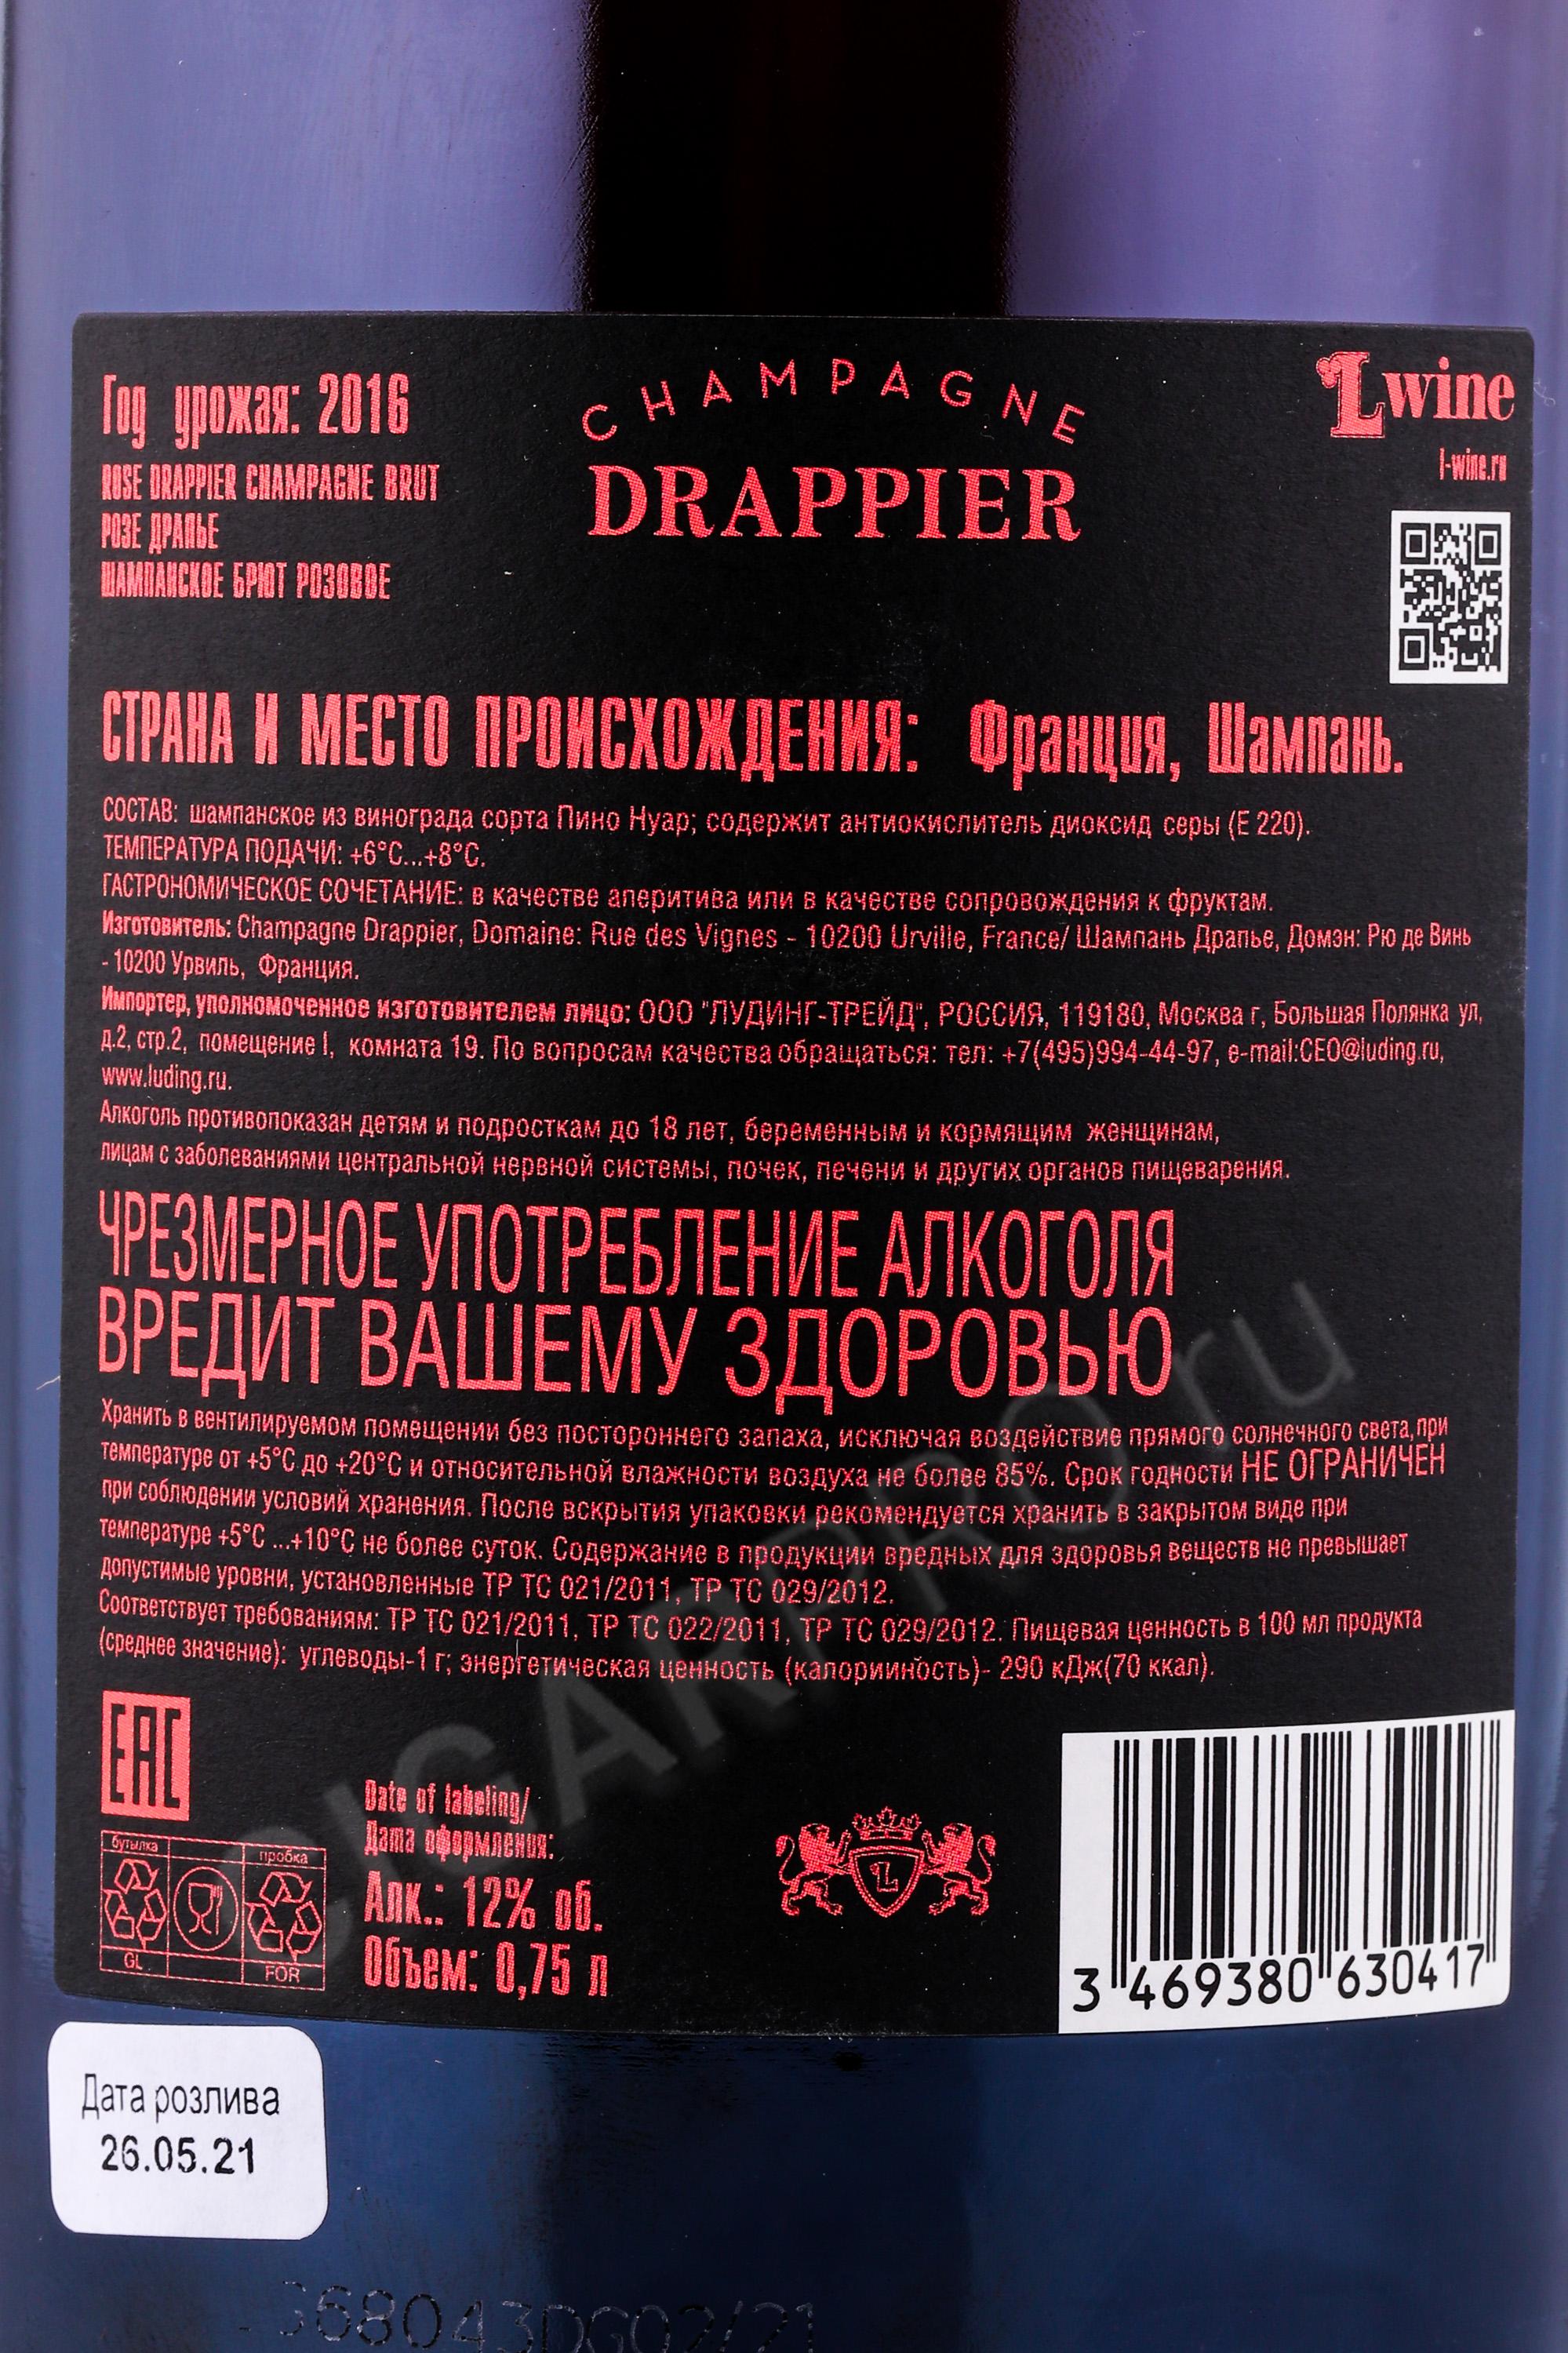 Год урожая: 2016
ROSE DRAPPIER CHAMPAGNE BRUT
РОЗЕ ДРАПЬЕ
ШАМПАНСКОЕ БРЮТ РОЗОВОЕ
CHAMPAGNE
DRAPPIER
Lwine
l-wine.ru
СТРАНА И МЕСТО ПРОИСХОЖДЕНИЯ: Франция, Шампань.
СОСТАВ: шампанское из винограда сорта Пино Нуар; содержит антиокислитель диоксид серы (Е 220).
ТЕМПЕРАТУРА ПОДАЧИ: +6°С...+8°С.
ГАСТРОНОМИЧЕСКОЕ СОЧЕТАНИЕ: в качестве аперитива или в качестве сопровождения к фруктам.
Изготовитель: Champagne Drappier, Domaine: Rue des Vignes - 10200 Urville, France/ Шампань Драпье, Домэн: Рю де Винь
- 10200 Урвиль, Франция.
Импортер, уполномоченное изготовителем лицо: ООО "ЛУДИНГ-ТРЕЙД", РОССИЯ, 119180, Москва г, Большая Полянка ул,
д.2, стр.2, помещение I, комната 19. По вопросам качества обращаться: тел: +7(495)994-44-97, e-mail:CEO@luding.ru,
www.luding.ru.
Алкоголь противопоказан детям и подросткам до 18 лет, беременным и кормящим женщинам,
лицам с заболеваниями центральной нервной системы, почек, печени и других органов пищеварения.
ЧРЕЗМЕРНОЕ УПОТРЕБЛЕНИЕ АЛКОГОЛЯ
ВРЕДИТ ВАШЕМУ ЗДОРОВЬЮ
Хранить в вентилируемом помещении без постороннего запаха, исключая воздействие прямого солнечного света, при
температуре от +5°С до +20°С и относительной влажности воздуха не более 85%. Срок годности НЕ ОГРАНИЧЕН
при соблюдении условий хранения. После вскрытия упаковки рекомендуется хранить в закрытом виде при
температуре +5°С ...+10°С не более суток. Содержание в продукции вредных для здоровья веществ не превышает
допустимые уровни, установленные ТР ТС 021/2011, ТР ТС 029/2012.
Соответствует требованиям: ТР ТС 021/2011, ТР ТС 022/2011, ТР ТС 029/2012. Пищевая ценность в 100 мл продукта
(среднее значение): углеводы-1 г; энергетическая ценность (калорийность)- 290 кДж(70 ккал).
EAC
бутылка
пробка
GL
FOR
Date of labeling/
Дата оформления:
Алк.: 12% об.
Объем: 0,75 л
L
3 469380 630417
Дата розлива
26.05.21
68043DG02/21
CIGARPRO.ru